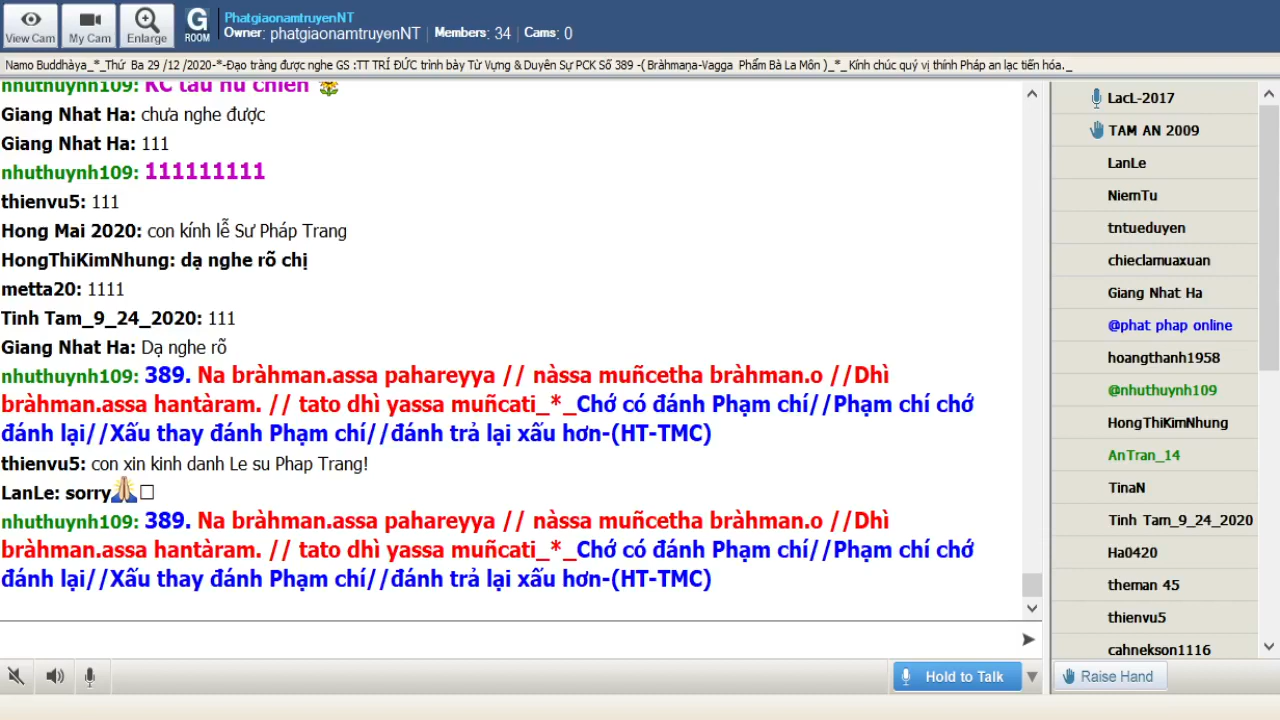 View Cam
My Cam
Enlarge
G
ROOM
PhatgiaonamtruyenNT
Owner: phatgiaonamtruyenNT | Members: 34 | Cams: 0
Namo Buddhàya_*_Thứ Ba 29 /12 /2020-*-Đạo tràng được nghe GS :TT TRÍ ĐỨC trình bày Từ Vựng & Duyên Sự PCK Số 389 -( Bràhmaṇa-Vagga Phẩm Bà La Môn )_*_ Kính chúc quý vị thính Pháp an lạc tiến hóa._
nhuthuynh109: KC tàu hủ chiên
Giang Nhat Ha: chưa nghe được
Giang Nhat Ha: 111
nhuthuynh109: 111111111
thienvu5: 111
Hong Mai 2020: con kính lễ Sư Pháp Trang
HongThiKimNhung: dạ nghe rõ chị
metta20: 1111
Tinh Tam_9_24_2020: 111
Giang Nhat Ha: Dạ nghe rõ
nhuthuynh109: 389. Na bràhman.assa pahareyya // nàssa muñcetha bràhman.o //Dhì
bràhman.assa hantàram. // tato dhì yassa muñcati_*_Chớ có đánh Phạm chí//Phạm chí chớ
đánh lại//Xấu thay đánh Phạm chí//đánh trả lại xấu hơn-(HT-TMC)
thienvu5: con xin kinh danh Le su Phap Trang!
LanLe: sorry
nhuthuynh109: 389. Na bràhman.assa pahareyya // nàssa muñcetha bràhman.o //Dhì
bràhman.assa hantàram. // tato dhì yassa muñcati_*_Chớ có đánh Phạm chí//Phạm chí chớ
đánh lại//Xấu thay đánh Phạm chí//đánh trả lại xấu hơn-(HT-TMC)
Hold to Talk
LacL-2017
TAM AN 2009
LanLe
NiemTu
tntueduyen
chieclamuaxuan
Giang Nhat Ha
@phat phap online
hoangthanh1958
@nhuthuynh109
HongThiKimNhung
AnTran_14
TinaN
Tinh Tam_9_24_2020
Ha0420
theman 45
thienvu5
cahnekson1116
Raise Hand